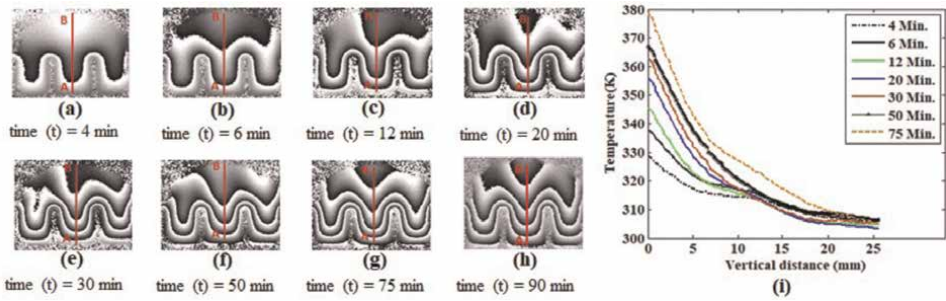 B
A
(a)
time (t) = 4 min
B
A
(b)
time (t) = 6 min
B
A
(c)
time (t) = 12 min
B
A
(d)
time (t) = 20 min
B
A
(e)
time (t) = 30 min
B
A
(f)
time (t) = 50 min
A
(g)
time (t) = 75 min
A
(h)
time (t) = 90 min
380
370
360
350
340
330
320
310
300
Temperature(K)
4 Min.
6 Min.
12 Min.
20 Min.
30 Min.
50 Min.
75 Min.
0 5 10 15 20 25
Vertical distance (mm)
(i)